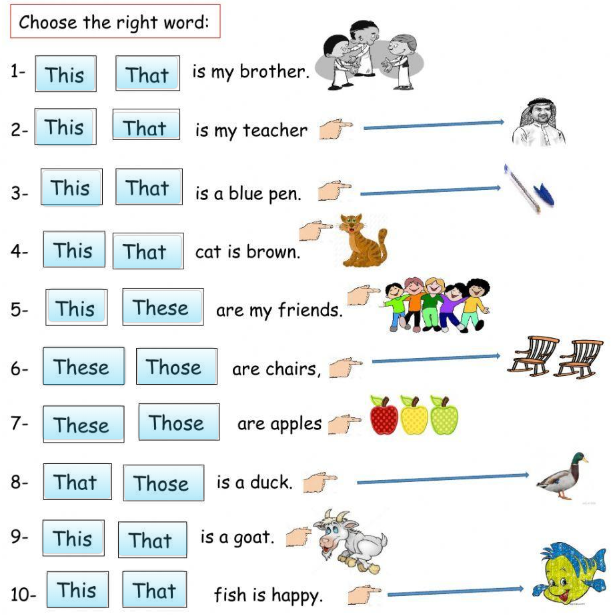 Choose the right word:
1- This That is my brother.
2- This That is my teacher
3- This That is a blue pen.
4- This That cat is brown.
5- This These are my friends.
6- These Those are chairs,
7- These Those are apples
8- That Those is a duck.
9- This That is a goat.
10- This That fish is happy.